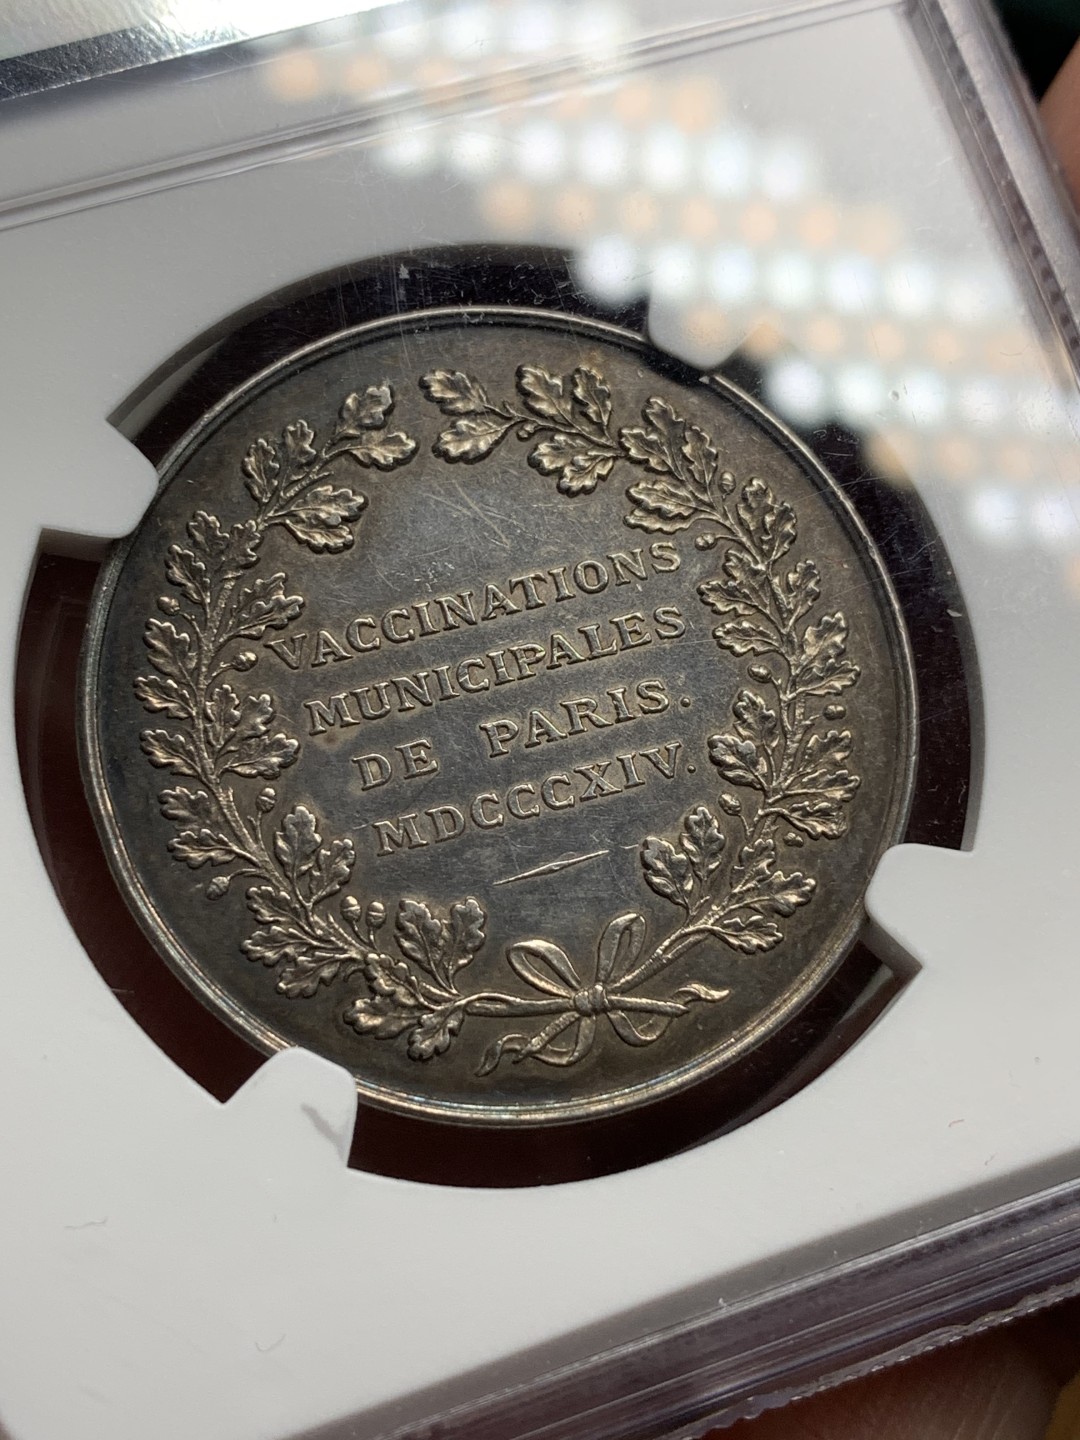 VACCINATIONS
MUNICIPALES
DE PARIS.
MDCCCXIV.